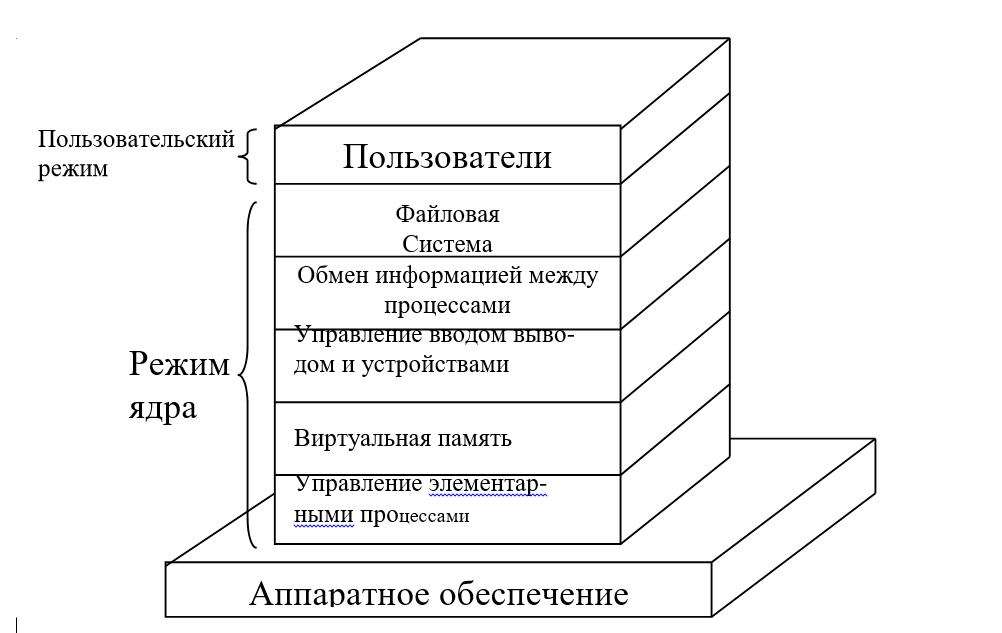 Пользовательский
режим
Пользователи
Файловая
Система
Обмен информацией между
процессами
Управление вводом выво-
дом и устройствами
Режим
ядра
Виртуальная память
Управление элементар-
ными процессами
Аппаратное обеспечение